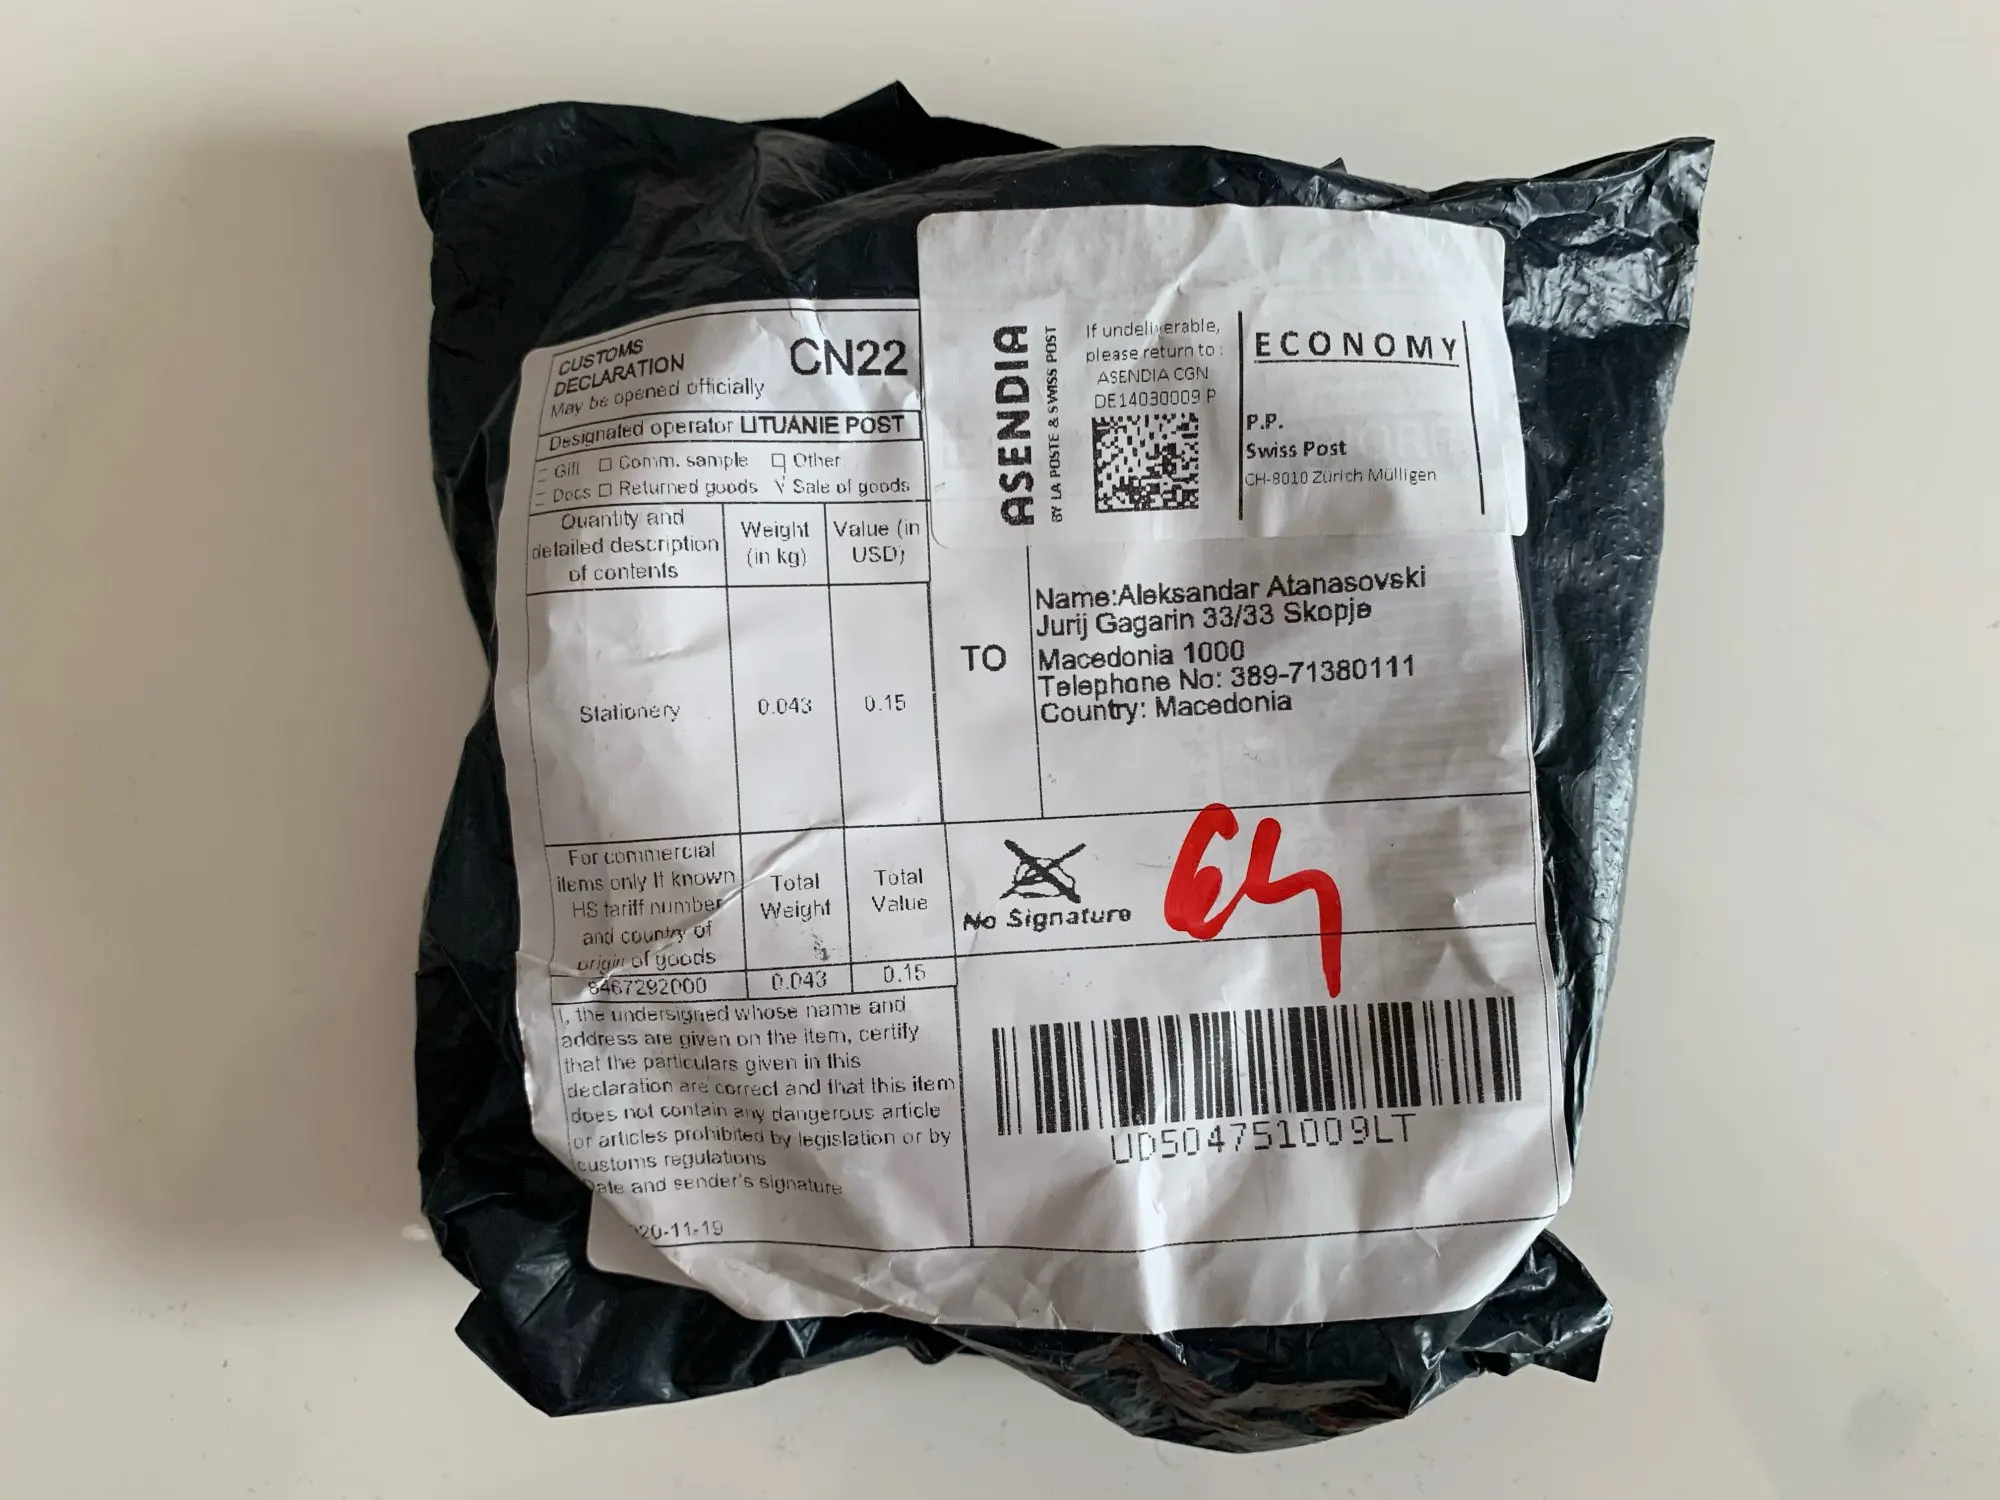 CUSTOMS
DECLARATION
May be opened officially
CN22
Designated operator LITUANIE POST
Gift Comm. sample Other
Docs Returned goods Sale of goods
Quantity and
detailed description
of contents
Weight
(in kg)
Value (in
USD)
Stationery 0.043 0.15
For commercial
items only If known
HS tariff number
and country of
origin of goods
Total
Weight
Total
Value
8467292000 0.043 0.15
I, the undersigned whose name and
address are given on the item, certify
that the particulars given in this
declaration are correct and that this item
does not contain any dangerous article
or articles prohibited by legislation or by
customs regulations
Date and sender's signature
20-11-19
ASENDIA
BY LA POSTE & SWISS POST
If undeliverable,
please return to :
ASENDIA CGN
DE14030009 P
ECONOMY
P.P.
Swiss Post
CH-8010 Zürich Mülligen
TO
Name:Aleksandar Atanasovski
Jurij Gagarin 33/33 Skopje
Macedonia 1000
Telephone No: 389-71380111
Country: Macedonia
No Signature
UD504751009LT